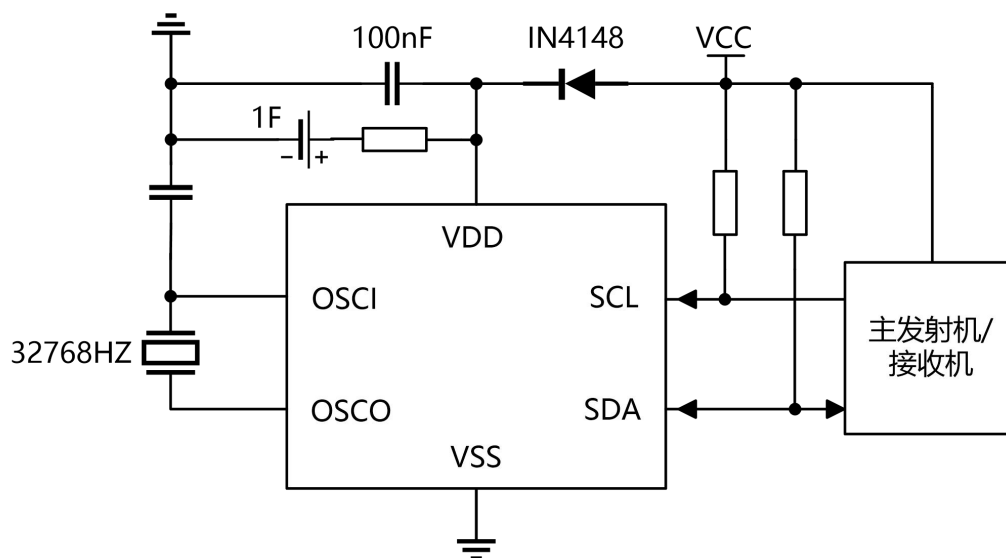 100nF
IN4148
VCC
1F
− +
VDD
OSCI
SCL
32768HZ
主发射机/
接收机
OSCO
SDA
VSS